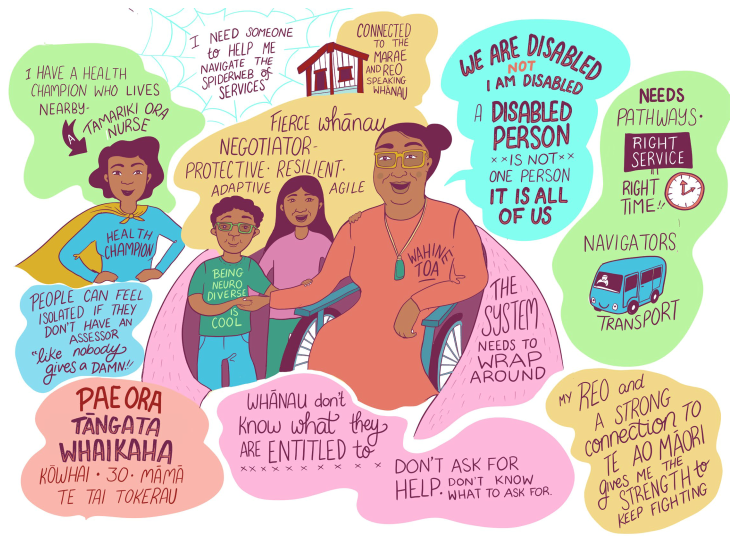 I HAVE A HEALTH
CHAMPION WHO LIVES
NEARBY.
A
TAMARIKI ORA
NURSE
HEALTH
CHAMPION
I NEED SOMEONE
to HELP ME
NAVIGATE THE
SPIDERWEB of
SERVICES
CONNECTED
TO THE
MARAE
AND REO
SPEAKING
WHĀNAU
FIERCE whānau
NEGOTIATOR-
PROTECTIVE· RESILIENT·
ADAPTIVE AGILE
BEING
NEURO
DIVERSE
IS
COOL
WAHINE
TOA
WE ARE DISABLED
NOT
I AM DISABLED
A DISABLED
PERSON
××IS NOT××
ONE PERSON
IT IS ALL
OF US
NEEDS
PATHWAYS·
RIGHT
SERVICE
IN
RIGHT
TIME!!
NAVIGATORS
TRANSPORT
PEOPLE CAN FEEL
ISOLATED IF THEY
DON'T HAVE AN
ASSESSOR
"like nobody
gives a DAMN!!"
THE
SYSTEM
NEEDS TO
WRAP
AROUND
PAE ORA
TĀNGATA
WHAIKAHA
KŌWHAI · 30 · MĀMĀ
TE TAI TOKERAU
WHĀNAU don't
KNOW what they
ARE ENTITLED to
DON'T ASK FOR
HELP. DON'T KNOW
WHAT TO ASK FOR.
MY REO and
A STRONG
connection TO
TE AO MĀORI
gives ME THE
STRENGTH to
KEEP FIGHTING